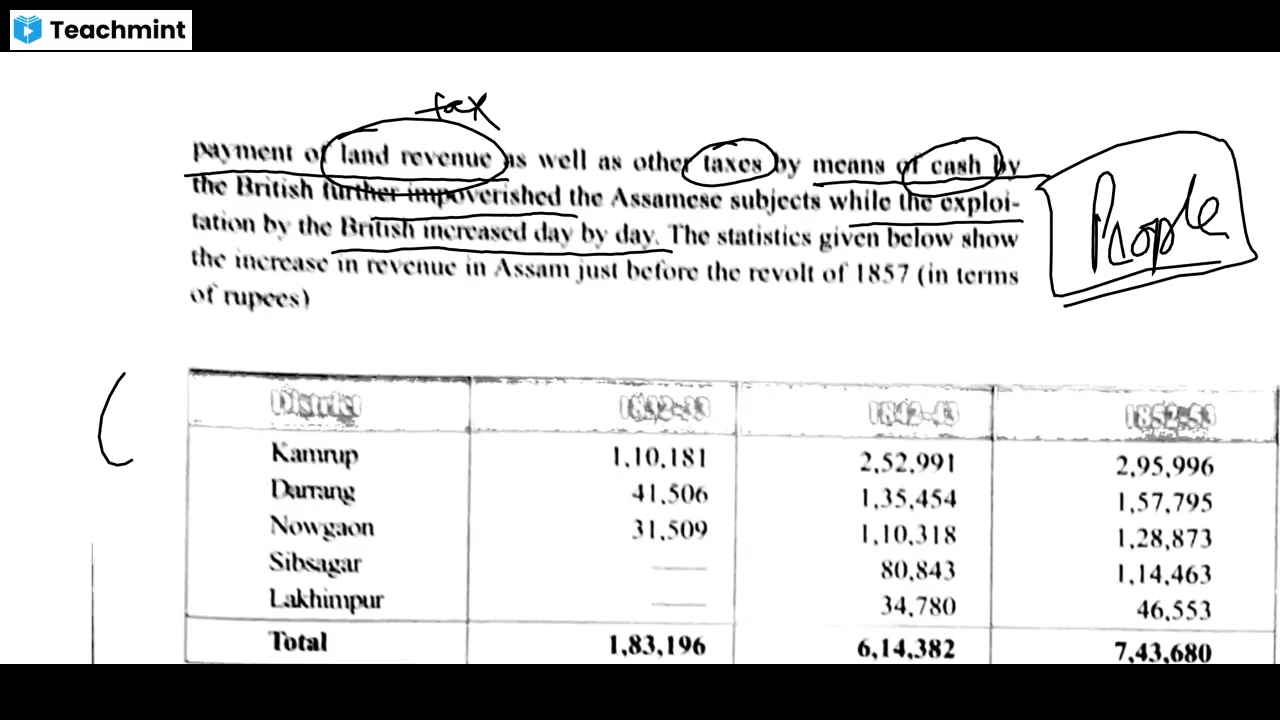 Teachmint
tax
payment of land revenue as well as other taxes by means of cash by
the British further impoverished the Assamese subjects while the exploi-
tation by the British increased day by day. The statistics given below show
the increase in revenue in Assam just before the revolt of 1857 (in terms
of rupees)
People
District 1832-33 1842-43 1852-53
Kamrup 1,10,181 2,52,991 2,95,996
Darrang 41,506 1,35,454 1,57,795
Nowgaon 31,509 1,10,318 1,28,873
Sibsagar —— 80,843 1,14,463
Lakhimpur —— 34,780 46,553
Total 1,83,196 6,14,382 7,43,680